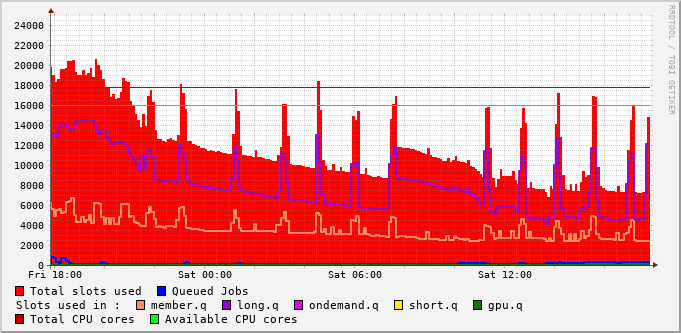 24000
22000
20000
18000
16000
14000
12000
10000
8000
6000
4000
2000
0
Fri 18:00 Sat 00:00 Sat 06:00 Sat 12:00
Total slots used Queued Jobs
Slots used in : member.q long.q ondemand.q short.q gpu.q
Total CPU cores Available CPU cores
RRDTOOL / TOBI OETIKER